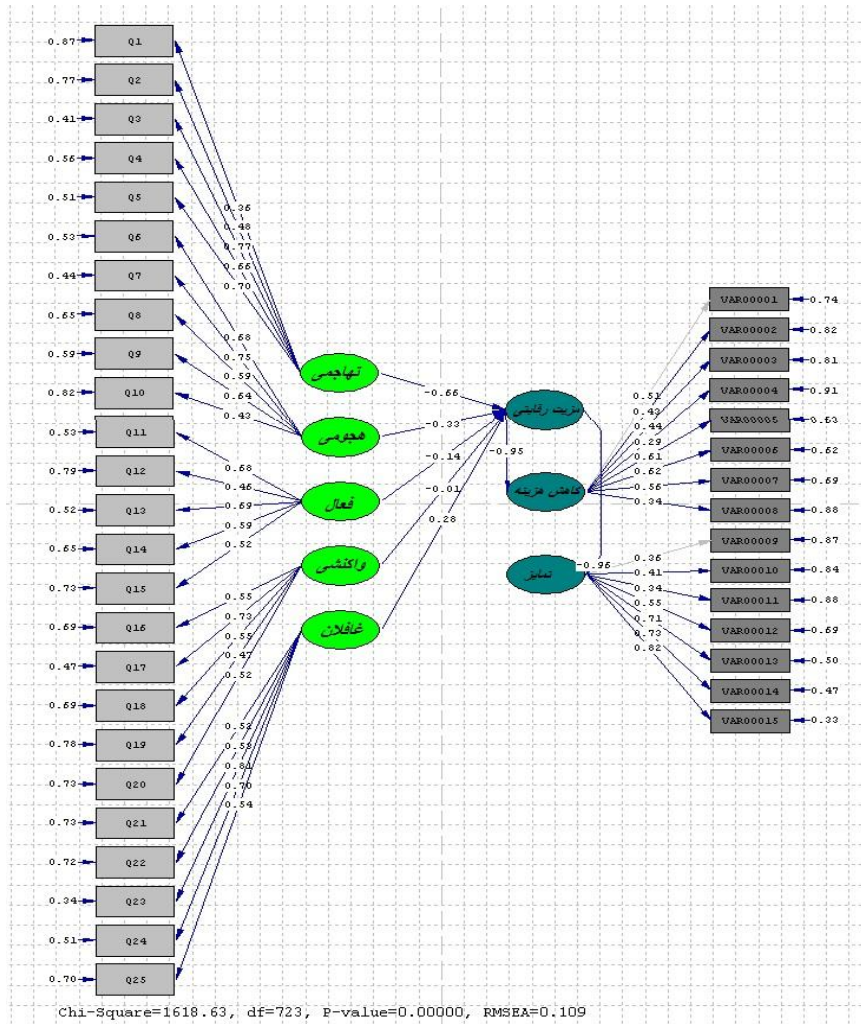 0.87 Q1
0.77 Q2
0.41 Q3
0.56 Q4
0.51 Q5
0.53 Q6
0.44 Q7
0.65 Q8
0.59 Q9
0.82 Q10
0.53 Q11
0.79 Q12
0.52 Q13
0.65 Q14
0.73 Q15
0.69 Q16
0.47 Q17
0.69 Q18
0.78 Q19
0.73 Q20
0.73 Q21
0.72 Q22
0.34 Q23
0.51 Q24
0.70 Q25
0.36
0.48
0.77
0.66
0.70
0.68
0.75
0.59
0.64
0.43
0.68
0.46
0.69
0.59
0.52
0.55
0.73
0.55
0.47
0.52
0.52
0.53
0.81
0.70
0.54
تهاجمی
هجومی
فعال
واکنشی
غافلان
-0.66
-0.33
-0.14
-0.01
0.28
مزیت رقابتی
-0.95
کاهش هزینه
-0.96
تمایز
0.51
0.43
0.44
0.29
0.61
0.62
0.56
0.34
0.36
0.41
0.34
0.55
0.71
0.73
0.82
VAR00001 0.74
VAR00002 0.82
VAR00003 0.81
VAR00004 0.91
VAR00005 0.63
VAR00006 0.62
VAR00007 0.69
VAR00008 0.88
VAR00009 0.87
VAR00010 0.84
VAR00011 0.88
VAR00012 0.69
VAR00013 0.50
VAR00014 0.47
VAR00015 0.33
Chi-Square=1618.63, df=723, P-value=0.00000, RMSEA=0.109